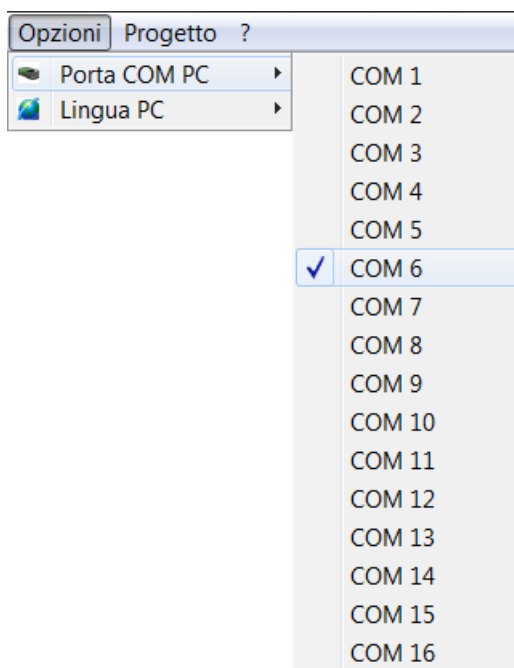 Opzioni Progetto ?
Porta COM PC
Lingua PC
COM 1
COM 2
COM 3
COM 4
COM 5
COM 6
COM 7
COM 8
COM 9
COM 10
COM 11
COM 12
COM 13
COM 14
COM 15
COM 16